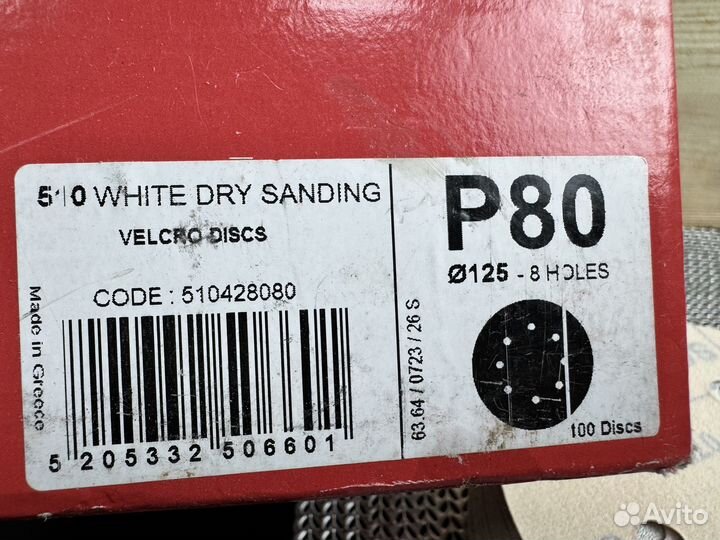 510 WHITE DRY SANDING
VELCRO DISCS
CODE : 510428080
Made in Greece
5 205332 506601
P80
Ø125 - 8 HOLES
63.64 / 0723 / 26 S
100 Discs
Avito